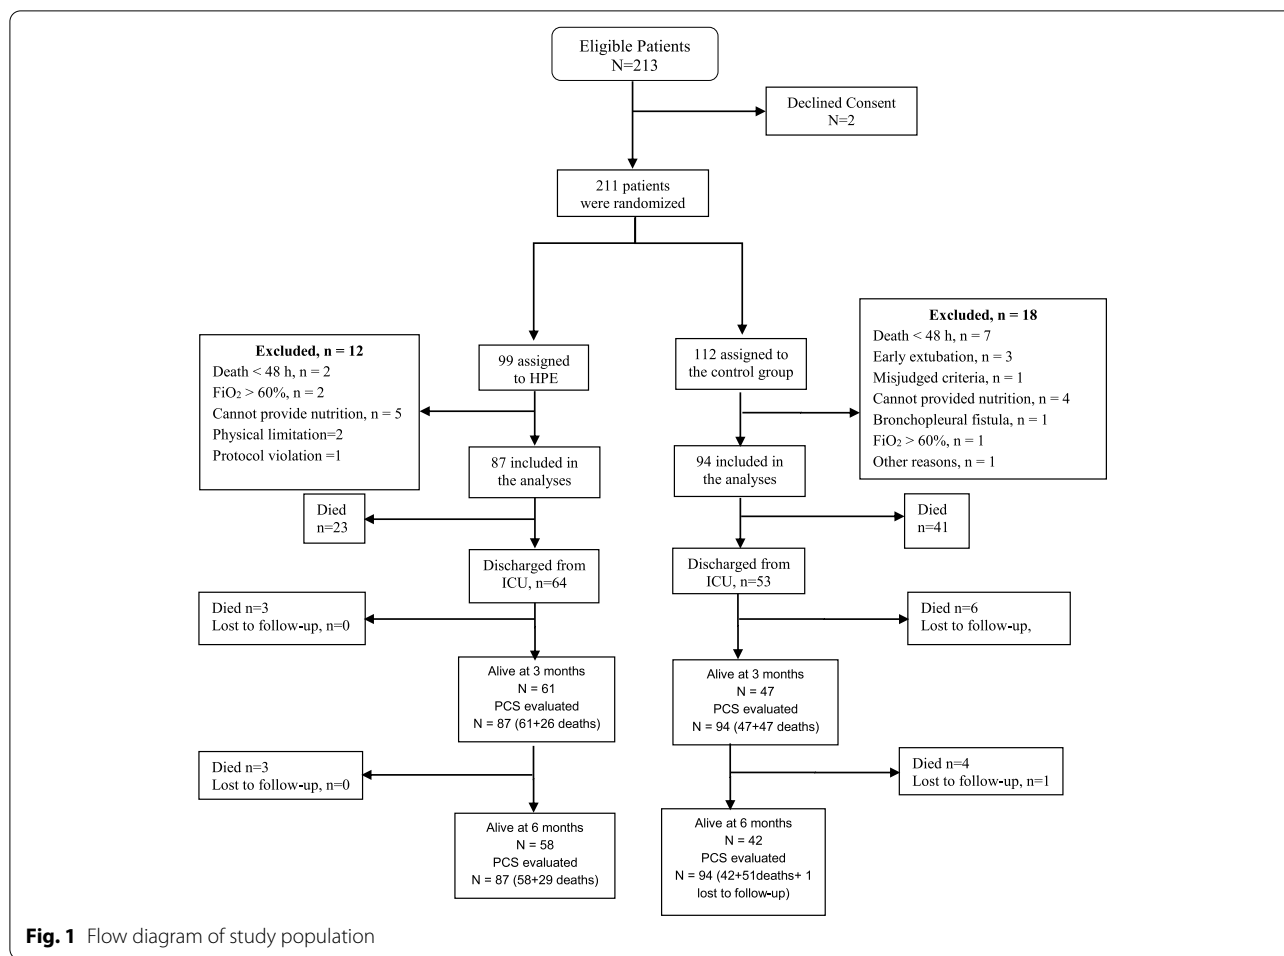 Eligible Patients
N=213
Declined Consent
N=2
211 patients
were randomized
Excluded, n = 12
Death < 48 h, n = 2
FiO₂ > 60%, n = 2
Cannot provide nutrition, n = 5
Physical limitation=2
Protocol violation =1
99 assigned
to HPE
112 assigned to
the control group
Excluded, n = 18
Death < 48 h, n = 7
Early extubation, n = 3
Misjudged criteria, n = 1
Cannot provided nutrition, n = 4
Bronchopleural fistula, n = 1
FiO₂ > 60%, n = 1
Other reasons, n = 1
87 included in
the analyses
94 included in
the analyses
Died
n=23
Died
n=41
Discharged from
ICU, n=64
Discharged from
ICU, n=53
Died n=3
Lost to follow-up, n=0
Died n=6
Lost to follow-up,
Alive at 3 months
N = 61
PCS evaluated
N = 87 (61+26 deaths)
Alive at 3 months
N = 47
PCS evaluated
N = 94 (47+47 deaths)
Died n=3
Lost to follow-up, n=0
Died n=4
Lost to follow-up, n=1
Alive at 6 months
N = 58
PCS evaluated
N = 87 (58+29 deaths)
Alive at 6 months
N = 42
PCS evaluated
N = 94 (42+51deaths+ 1
lost to follow-up)
Fig. 1 Flow diagram of study population